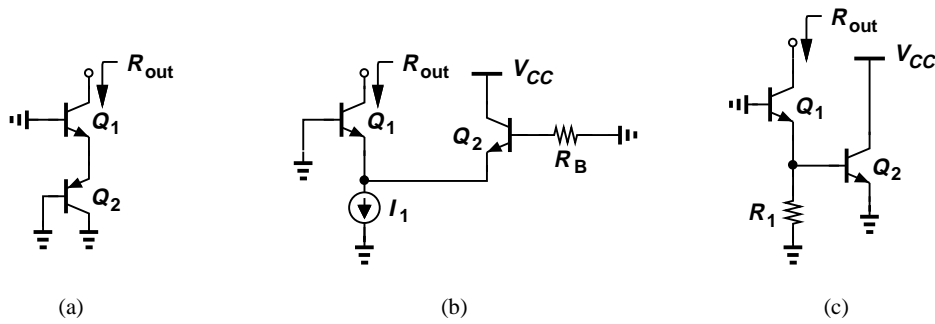 R_out
Q_1
Q_2
(a)
R_out
Q_1
I_1
V_CC
Q_2
R_B
(b)
R_out
V_CC
Q_1
Q_2
R_1
(c)